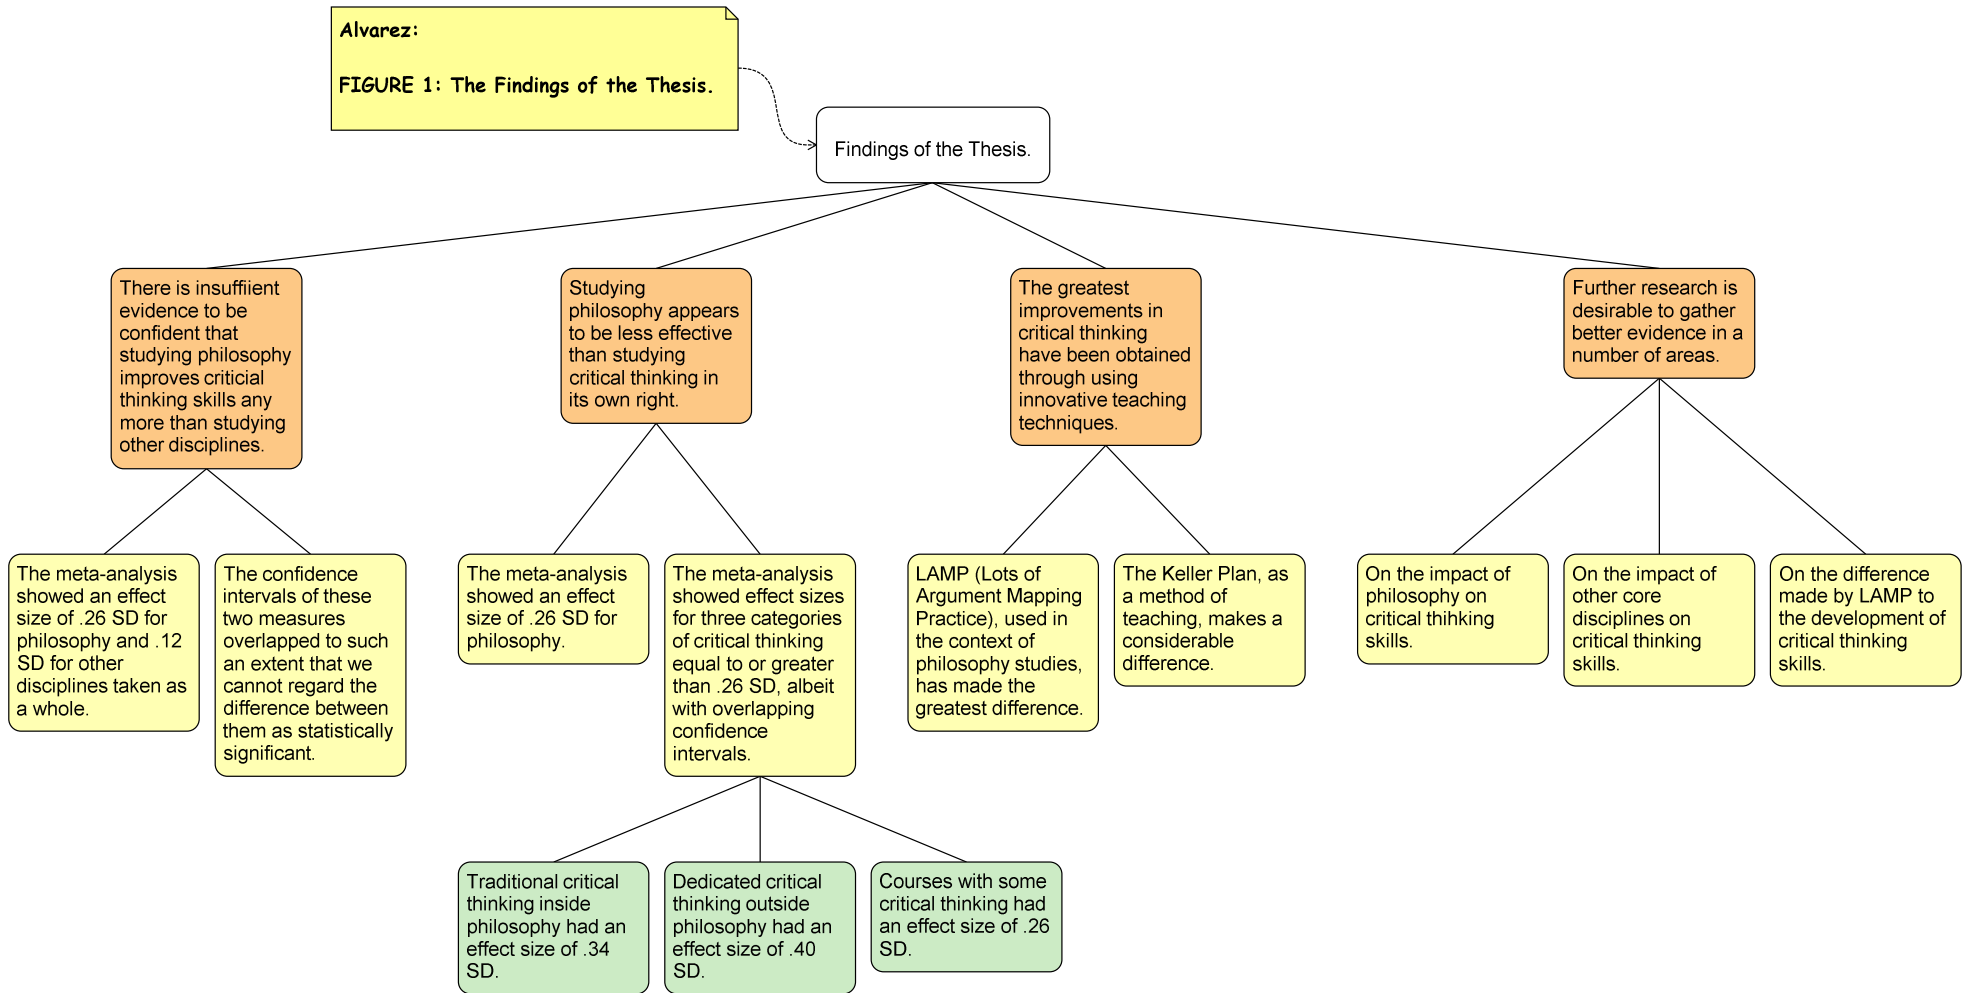 Alvarez:
FIGURE 1: The Findings of the Thesis.
Findings of the Thesis.
There is insuffiient
evidence to be
confident that
studying philosophy
improves criticial
thinking skills any
more than studying
other disciplines.
Studying
philosophy appears
to be less effective
than studying
critical thinking in
its own right.
The greatest
improvements in
critical thinking
have been obtained
through using
innovative teaching
techniques.
Further research is
desirable to gather
better evidence in a
number of areas.
The meta-analysis
showed an effect
size of .26 SD for
philosophy and .12
SD for other
disciplines taken as
a whole.
The confidence
intervals of these
two measures
overlapped to such
an extent that we
cannot regard the
difference between
them as statistically
significant.
The meta-analysis
showed an effect
size of .26 SD for
philosophy.
The meta-analysis
showed effect sizes
for three categories
of critical thinking
equal to or greater
than .26 SD, albeit
with overlapping
confidence
intervals.
LAMP (Lots of
Argument Mapping
Practice), used in
the context of
philosophy studies,
has made the
greatest difference.
The Keller Plan, as
a method of
teaching, makes a
considerable
difference.
On the impact of
philosophy on
critical thihking
skills.
On the impact of
other core
disciplines on
critical thinking
skills.
On the difference
made by LAMP to
the development of
critical thinking
skills.
Traditional critical
thinking inside
philosophy had an
effect size of .34
SD.
Dedicated critical
thinking outside
philosophy had an
effect size of .40
SD.
Courses with some
critical thinking had
an effect size of .26
SD.